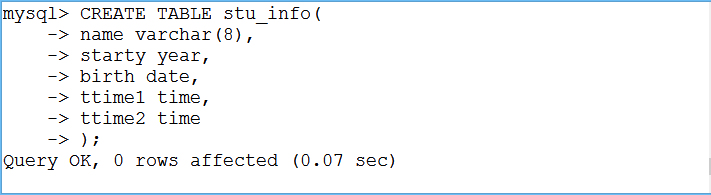 mysql> CREATE TABLE stu_info(
    -> name varchar(8),
    -> starty year,
    -> birth date,
    -> ttime1 time,
    -> ttime2 time
    -> );
Query OK, 0 rows affected (0.07 sec)